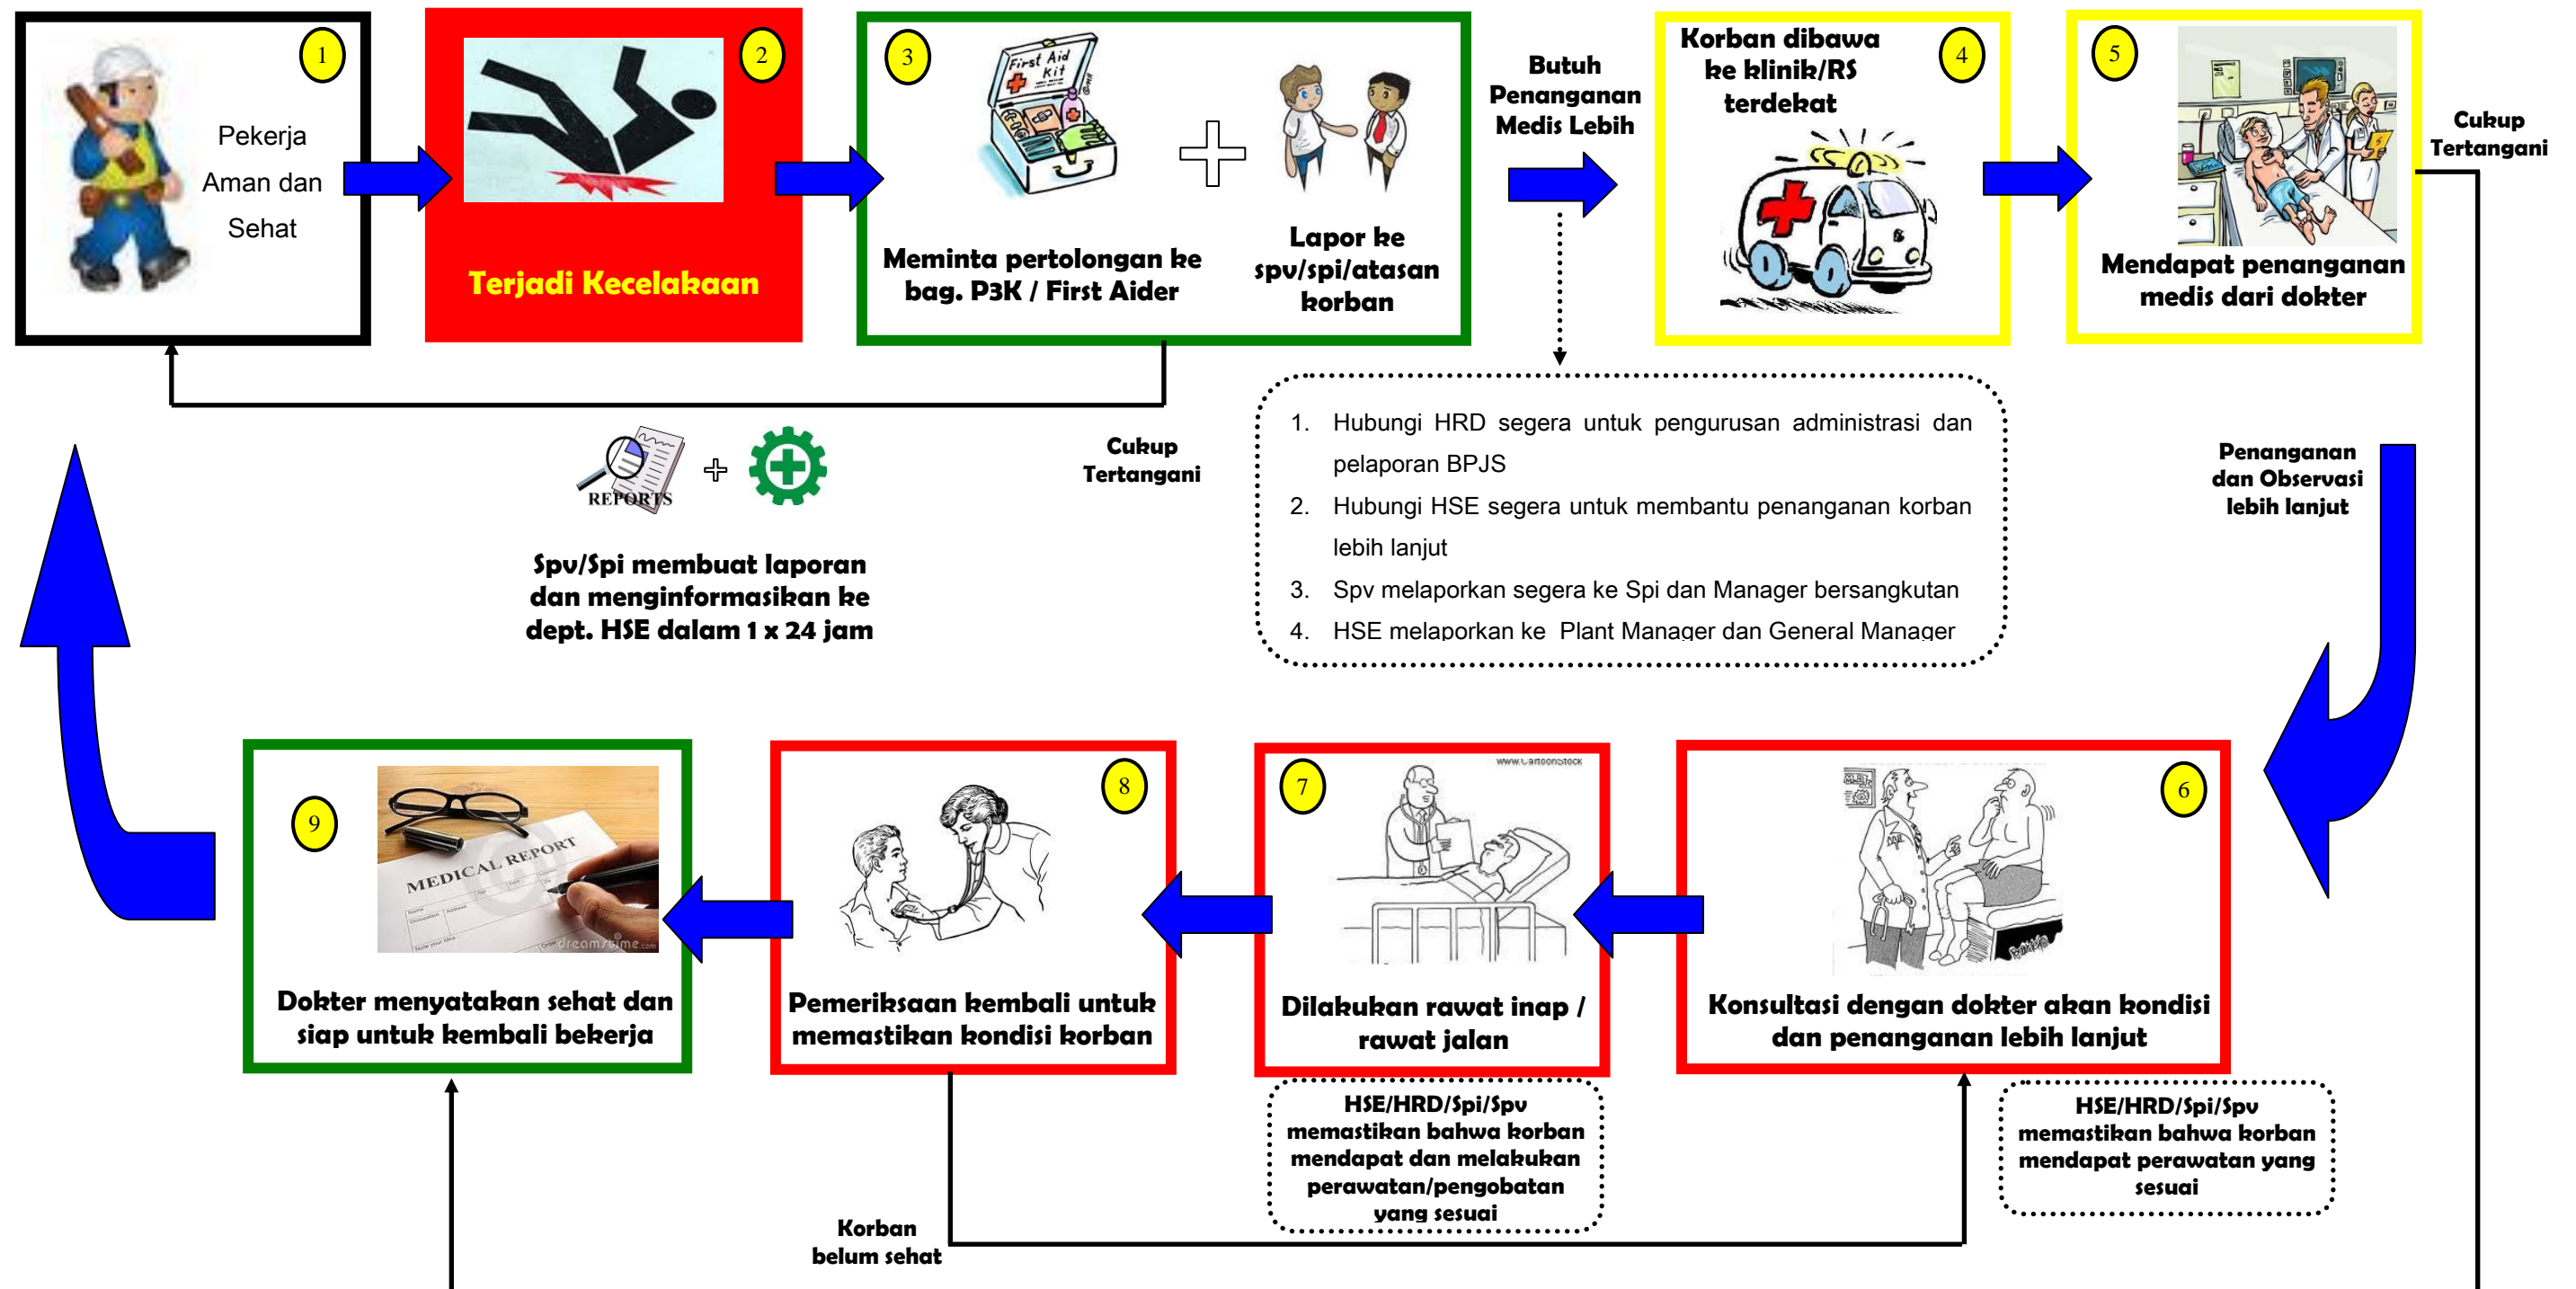 1
Pekerja
Aman dan
Sehat
2
Terjadi Kecelakaan
3
First Aid
Kit
Meminta pertolongan ke
bag. P3K / First Aider
Lapor ke
spv/spi/atasan
korban
Butuh
Penanganan
Medis Lebih
Korban dibawa
ke klinik/RS
terdekat
4
5
Mendapat penanganan
medis dari dokter
Cukup
Tertangani
Cukup
Tertangani
REPORTS
Spv/Spi membuat laporan
dan menginformasikan ke
dept. HSE dalam 1 x 24 jam
1. Hubungi HRD segera untuk pengurusan administrasi dan
pelaporan BPJS
2. Hubungi HSE segera untuk membantu penanganan korban
lebih lanjut
3. Spv melaporkan segera ke Spi dan Manager bersangkutan
4. HSE melaporkan ke Plant Manager dan General Manager
Penanganan
dan Observasi
lebih lanjut
9
MEDICAL REPORT
Name
Occupation
Address
Age
Date
dreamstime.com
Dokter menyatakan sehat dan
siap untuk kembali bekerja
8
Pemeriksaan kembali untuk
memastikan kondisi korban
7
www.CartoonStock
Dilakukan rawat inap /
rawat jalan
6
Konsultasi dengan dokter akan kondisi
dan penanganan lebih lanjut
HSE/HRD/Spi/Spv
memastikan bahwa korban
mendapat dan melakukan
perawatan/pengobatan
yang sesuai
HSE/HRD/Spi/Spv
memastikan bahwa korban
mendapat perawatan yang
sesuai
Korban
belum sehat